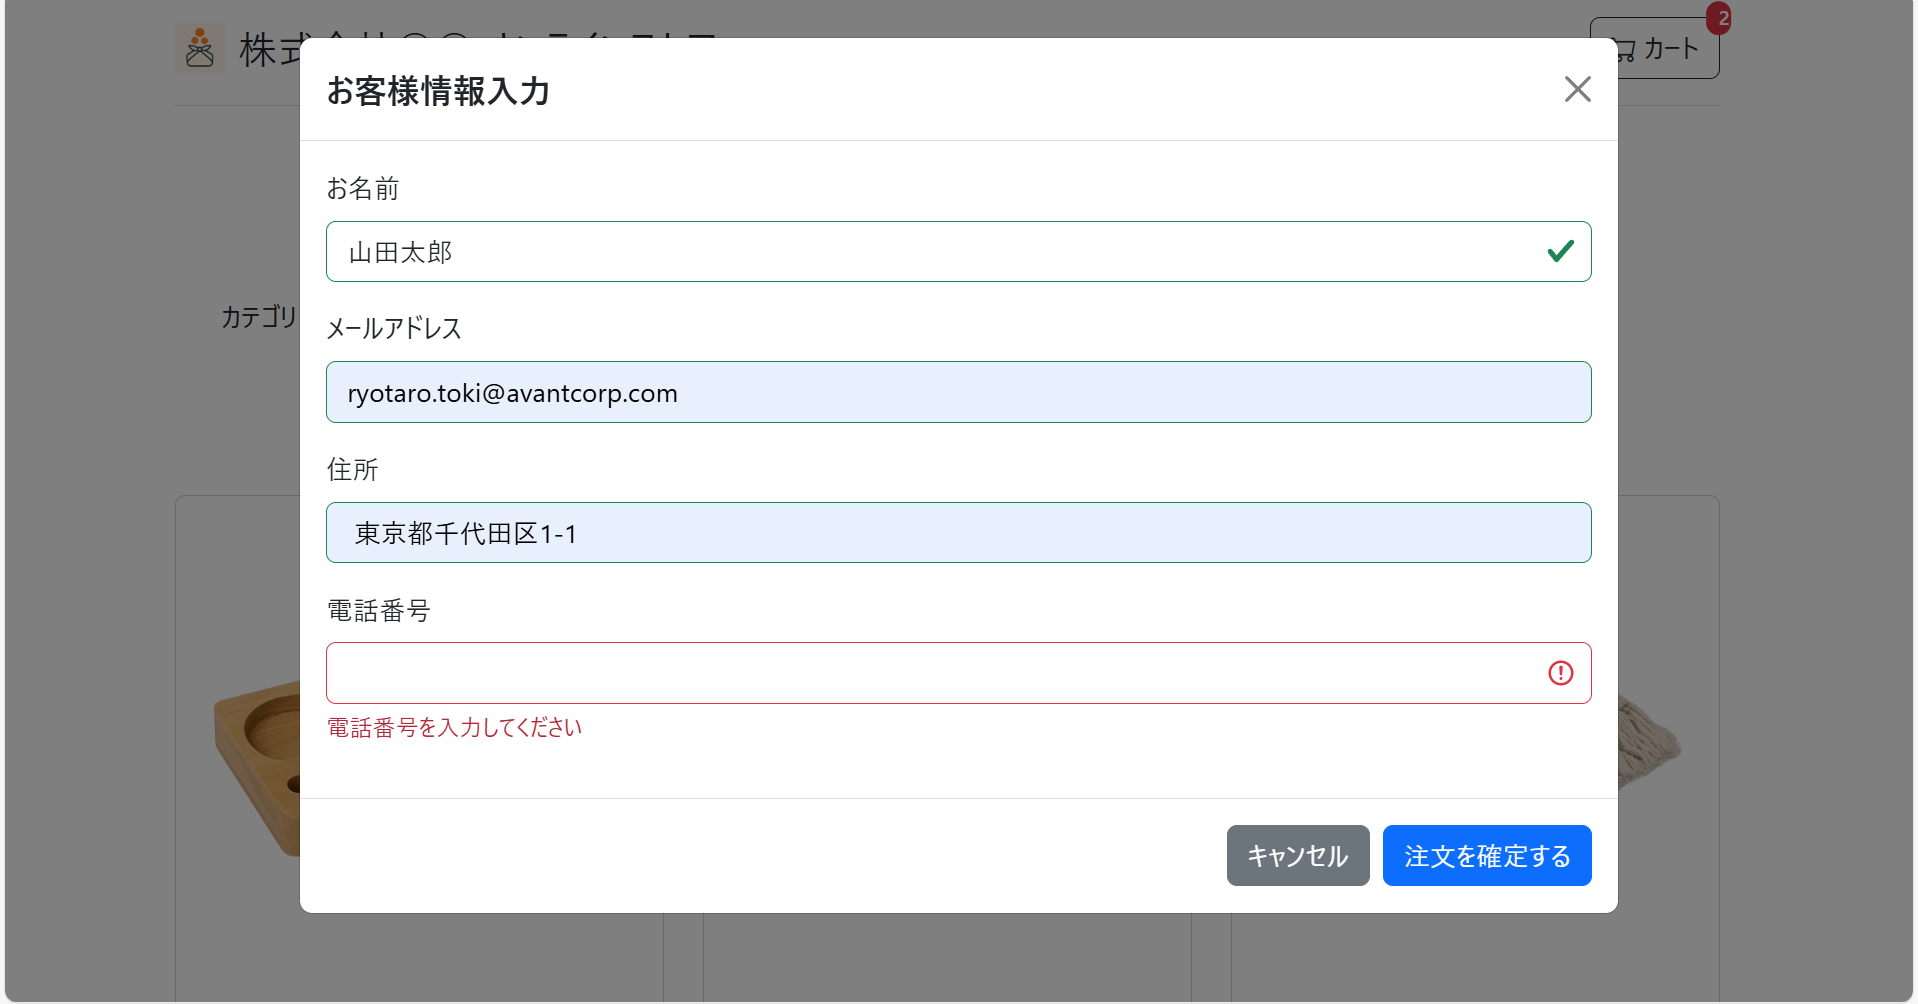 株式
2
カート
お客様情報入力
お名前
山田太郎
カテゴリ
メールアドレス
ryotaro.toki@avantcorp.com
住所
東京都千代田区1-1
電話番号
電話番号を入力してください
キャンセル
注文を確定する